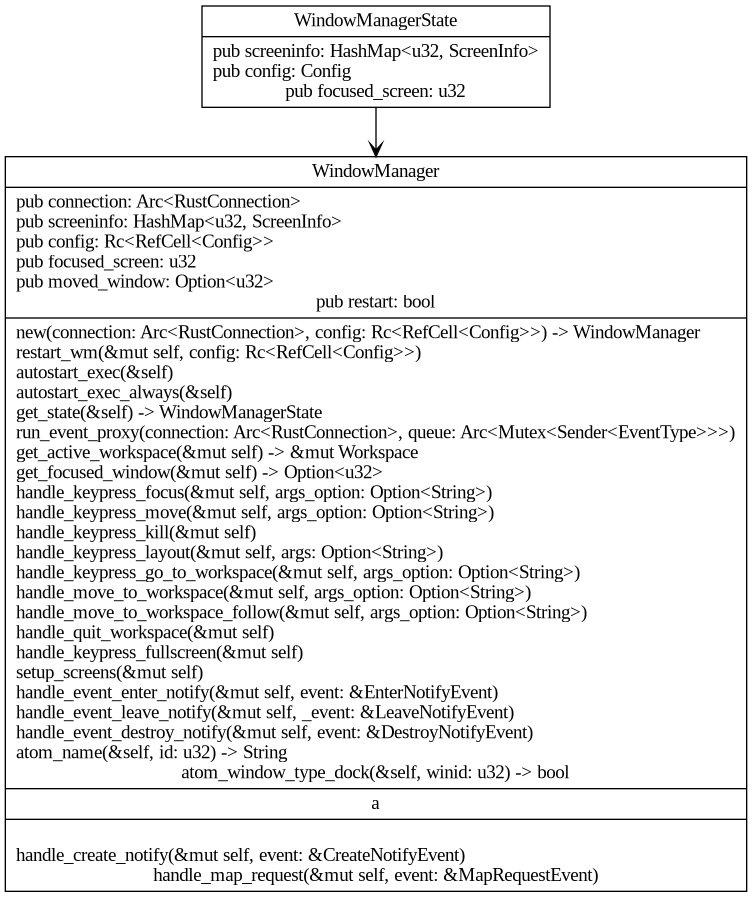 WindowManagerState
pub screeninfo: HashMap<u32, ScreenInfo>
pub config: Config
pub focused_screen: u32
WindowManager
pub connection: Arc<RustConnection>
pub screeninfo: HashMap<u32, ScreenInfo>
pub config: Rc<RefCell<Config>>
pub focused_screen: u32
pub moved_window: Option<u32>
pub restart: bool
new(connection: Arc<RustConnection>, config: Rc<RefCell<Config>>) -> WindowManager
restart_wm(&mut self, config: Rc<RefCell<Config>>)
autostart_exec(&self)
autostart_exec_always(&self)
get_state(&self) -> WindowManagerState
run_event_proxy(connection: Arc<RustConnection>, queue: Arc<Mutex<Sender<EventType>>>)
get_active_workspace(&mut self) -> &mut Workspace
get_focused_window(&mut self) -> Option<u32>
handle_keypress_focus(&mut self, args_option: Option<String>)
handle_keypress_move(&mut self, args_option: Option<String>)
handle_keypress_kill(&mut self)
handle_keypress_layout(&mut self, args: Option<String>)
handle_keypress_go_to_workspace(&mut self, args_option: Option<String>)
handle_move_to_workspace(&mut self, args_option: Option<String>)
handle_move_to_workspace_follow(&mut self, args_option: Option<String>)
handle_quit_workspace(&mut self)
handle_keypress_fullscreen(&mut self)
setup_screens(&mut self)
handle_event_enter_notify(&mut self, event: &EnterNotifyEvent)
handle_event_leave_notify(&mut self, _event: &LeaveNotifyEvent)
handle_event_destroy_notify(&mut self, event: &DestroyNotifyEvent)
atom_name(&self, id: u32) -> String
atom_window_type_dock(&self, winid: u32) -> bool
a
handle_create_notify(&mut self, event: &CreateNotifyEvent)
handle_map_request(&mut self, event: &MapRequestEvent)